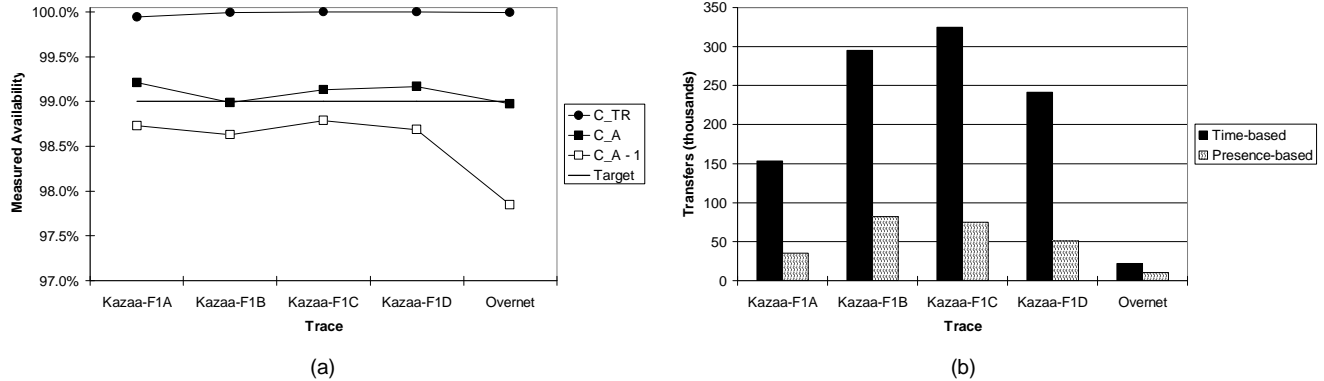 100.0%
99.5%
99.0%
98.5%
98.0%
97.5%
97.0%
Measured Availability
Kazaa-F1A Kazaa-F1B Kazaa-F1C Kazaa-F1D Overnet
Trace
C_TR
C_A
C_A - 1
Target
(a)
350
300
250
200
150
100
50
0
Transfers (thousands)
Kazaa-F1A Kazaa-F1B Kazaa-F1C Kazaa-F1D Overnet
Trace
Time-based
Presence-based
(b)